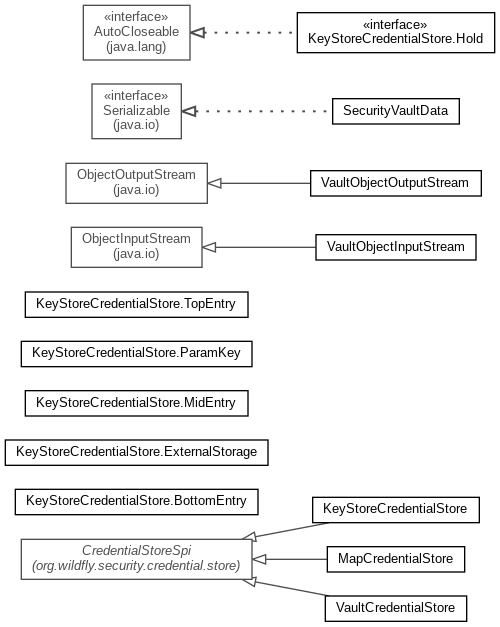 «interface»
AutoCloseable
(java.lang)
«interface»
KeyStoreCredentialStore.Hold
«interface»
Serializable
(java.io)
SecurityVaultData
ObjectOutputStream
(java.io)
VaultObjectOutputStream
ObjectInputStream
(java.io)
VaultObjectInputStream
KeyStoreCredentialStore.TopEntry
KeyStoreCredentialStore.ParamKey
KeyStoreCredentialStore.MidEntry
KeyStoreCredentialStore.ExternalStorage
KeyStoreCredentialStore.BottomEntry
KeyStoreCredentialStore
CredentialStoreSpi
(org.wildfly.security.credential.store)
MapCredentialStore
VaultCredentialStore